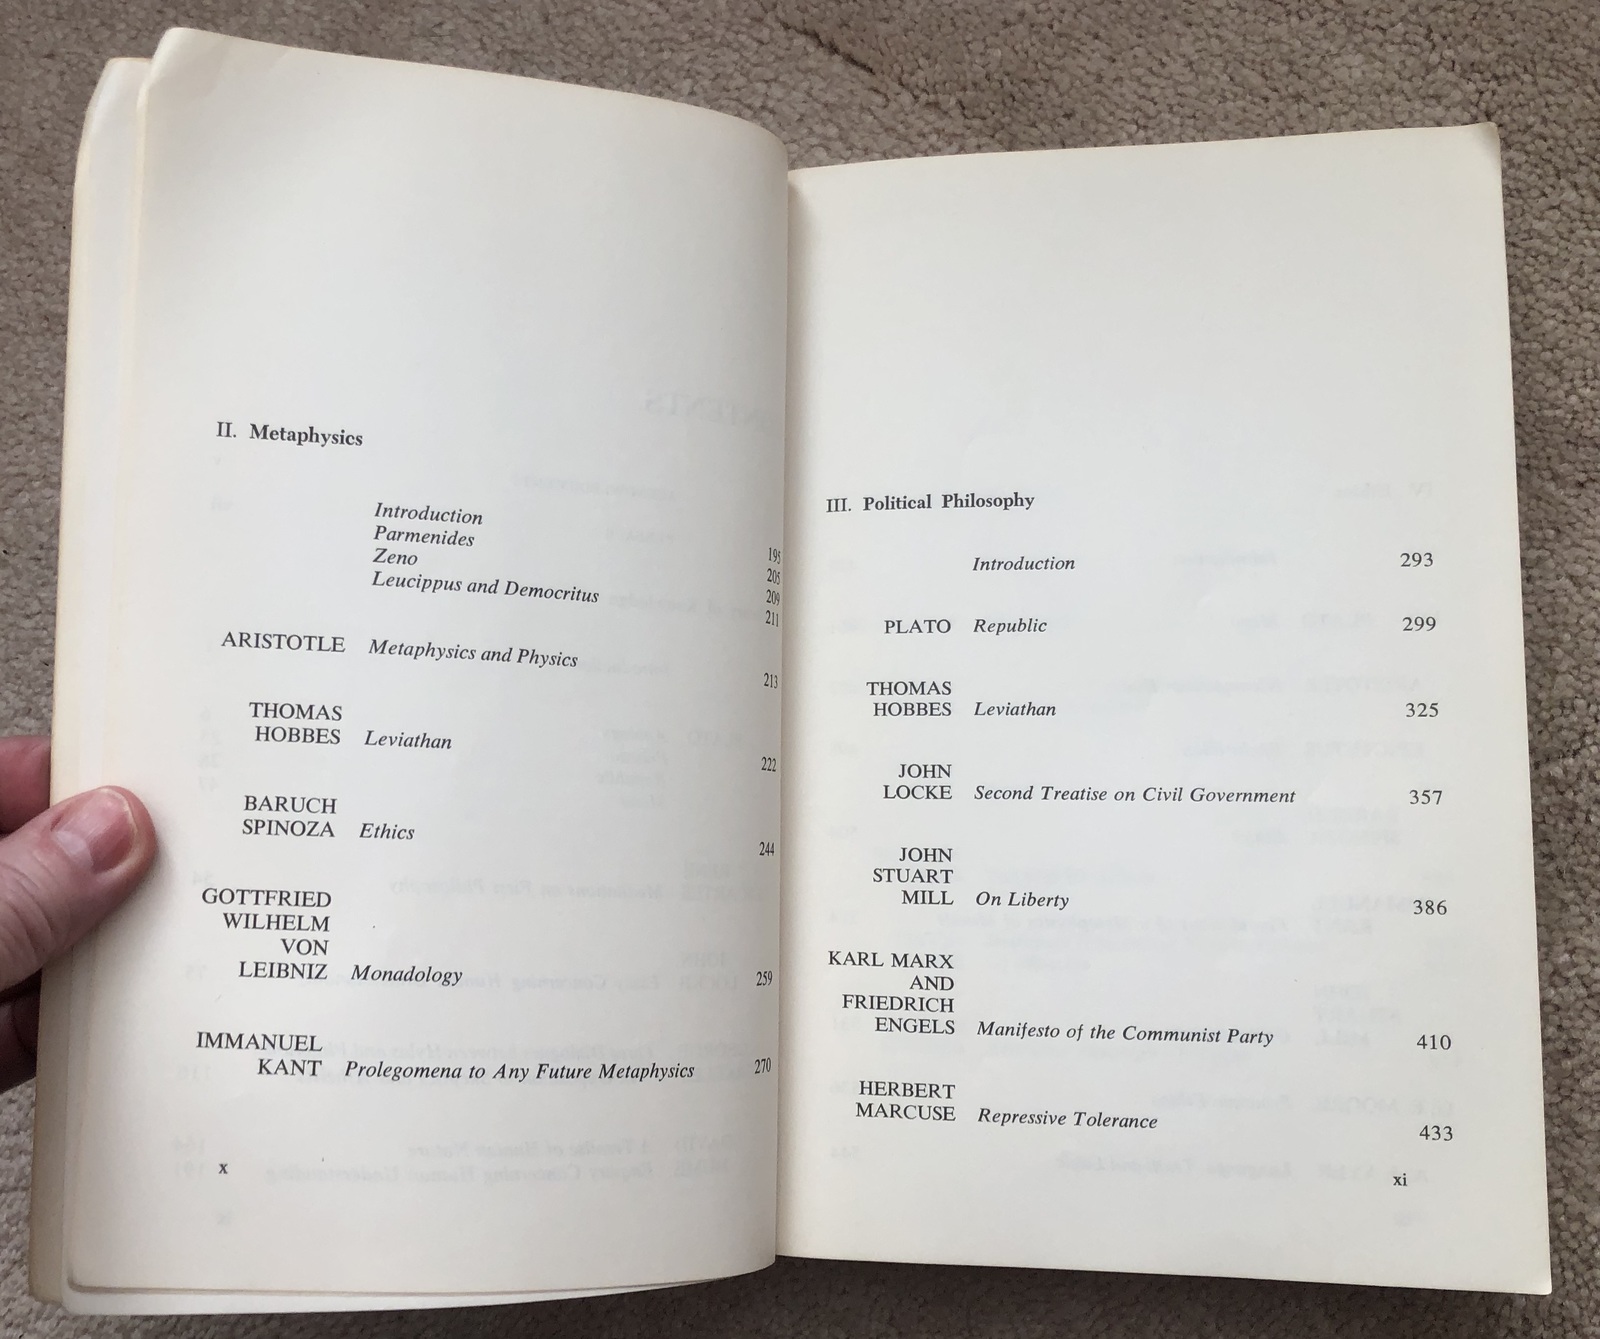 II. Metaphysics
Introduction 195
Parmenides 205
Zeno 209
Leucippus and Democritus 211
ARISTOTLE Metaphysics and Physics 213
THOMAS
HOBBES Leviathan 222
BARUCH
SPINOZA Ethics 244
GOTTFRIED
WILHELM
VON
LEIBNIZ Monadology 259
IMMANUEL
KANT Prolegomena to Any Future Metaphysics 270
x
III. Political Philosophy
Introduction 293
PLATO Republic 299
THOMAS
HOBBES Leviathan 325
JOHN
LOCKE Second Treatise on Civil Government 357
JOHN
STUART
MILL On Liberty 386
KARL MARX
AND
FRIEDRICH
ENGELS Manifesto of the Communist Party 410
HERBERT
MARCUSE Repressive Tolerance 433
xi